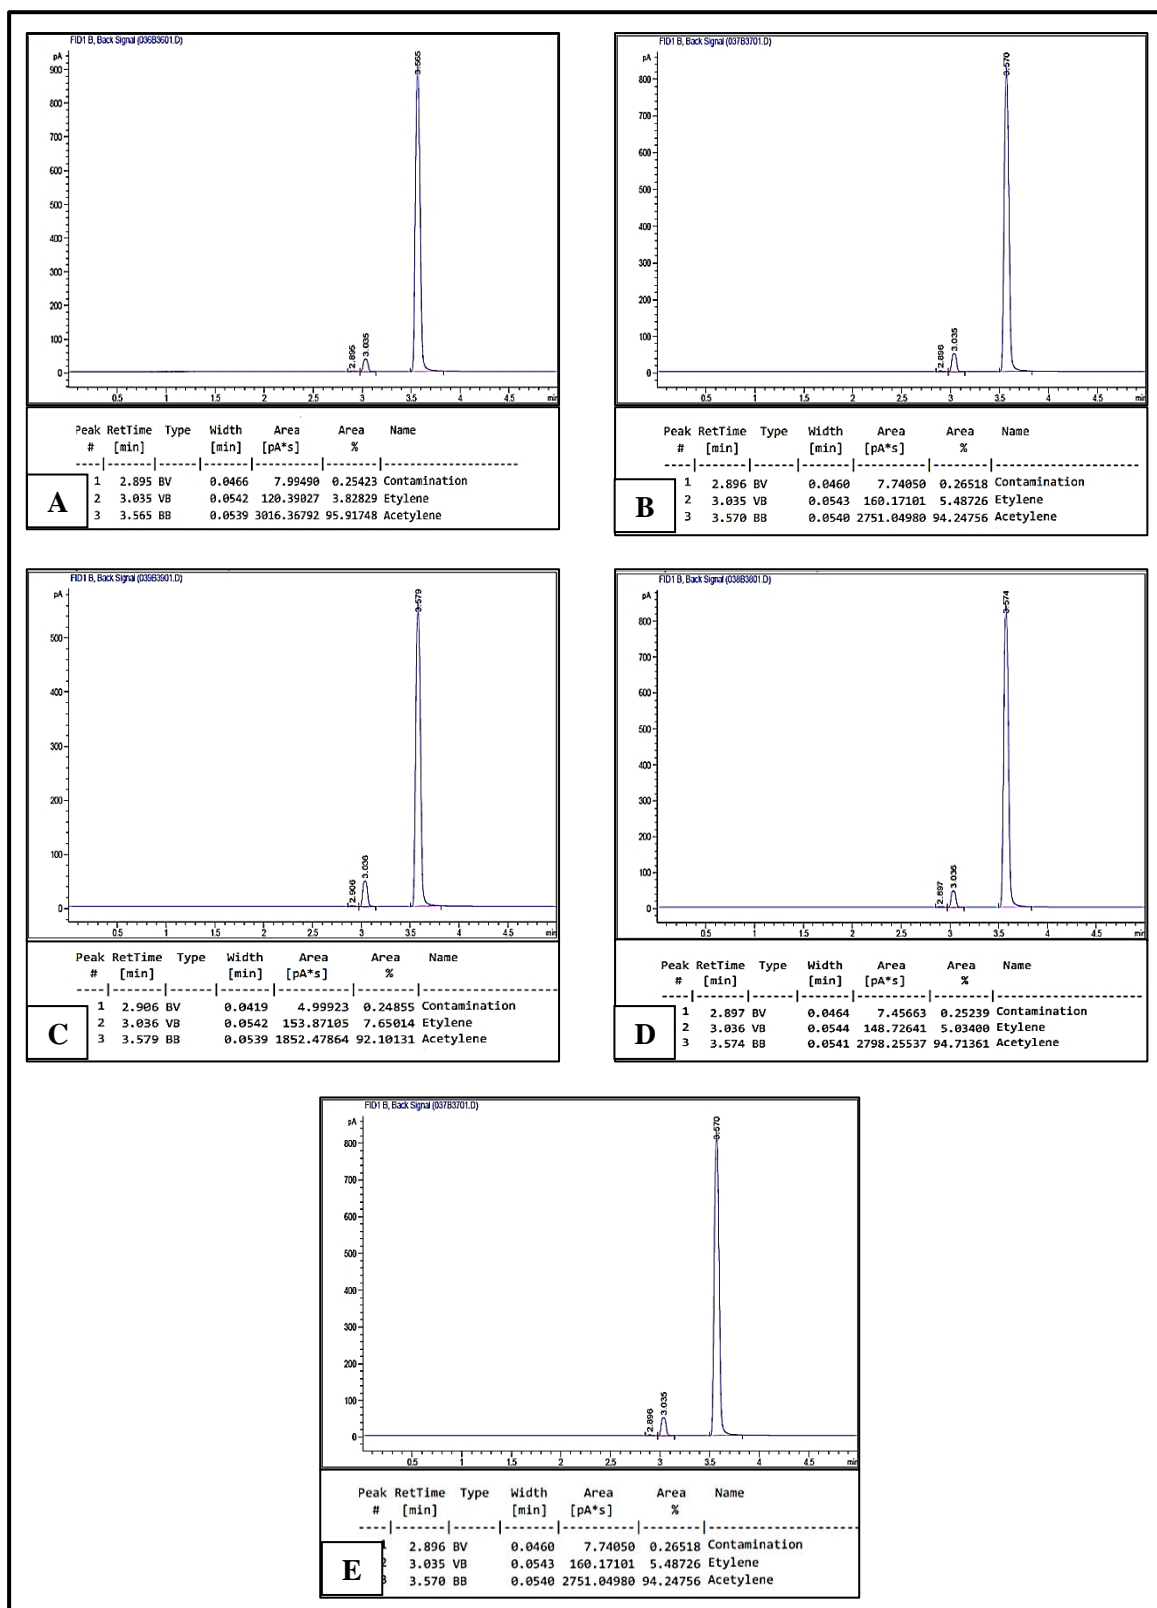 FID1 B, Back Signal (036B3601.D)
pA
900
800
700
600
500
400
300
200
100
0
2.895
3.035
3.565
0.5 1 1.5 2 2.5 3 3.5 4 4.5 min
Peak RetTime Type Width Area Area Name
# [min] [min] [pA*s] %
1 2.895 BV 0.0466 7.99490 0.25423 Contamination
2 3.035 VB 0.0542 120.39027 3.82829 Etylene
3 3.565 BB 0.0539 3016.36792 95.91748 Acetylene
A
FID1 B, Back Signal (037B3701.D)
pA
800
700
600
500
400
300
200
100
0
2.896
3.035
3.570
0.5 1 1.5 2 2.5 3 3.5 4 4.5 min
Peak RetTime Type Width Area Area Name
# [min] [min] [pA*s] %
1 2.896 BV 0.0460 7.74050 0.26518 Contamination
2 3.035 VB 0.0543 160.17101 5.48726 Etylene
3 3.570 BB 0.0540 2751.04980 94.24756 Acetylene
B
FID1 B, Back Signal (039B3901.D)
pA
500
400
300
200
100
0
2.906
3.036
3.579
0.5 1 1.5 2 2.5 3 3.5 4 4.5 min
Peak RetTime Type Width Area Area Name
# [min] [min] [pA*s] %
1 2.906 BV 0.0419 4.99923 0.24855 Contamination
2 3.036 VB 0.0542 153.87105 7.65014 Etylene
3 3.579 BB 0.0539 1852.47864 92.10131 Acetylene
C
FID1 B, Back Signal (038B3801.D)
pA
800
700
600
500
400
300
200
100
0
2.897
3.036
3.574
0.5 1 1.5 2 2.5 3 3.5 4 4.5 min
Peak RetTime Type Width Area Area Name
# [min] [min] [pA*s] %
1 2.897 BV 0.0464 7.45663 0.25239 Contamination
2 3.036 VB 0.0544 148.72641 5.03400 Etylene
3 3.574 BB 0.0541 2798.25537 94.71361 Acetylene
D
FID1 B, Back Signal (037B3701.D)
pA
800
700
600
500
400
300
200
100
0
2.896
3.035
3.570
0.5 1 1.5 2 2.5 3 3.5 4 4.5 min
Peak RetTime Type Width Area Area Name
# [min] [min] [pA*s] %
2.896 BV 0.0460 7.74050 0.26518 Contamination
3.035 VB 0.0543 160.17101 5.48726 Etylene
3.570 BB 0.0540 2751.04980 94.24756 Acetylene
E